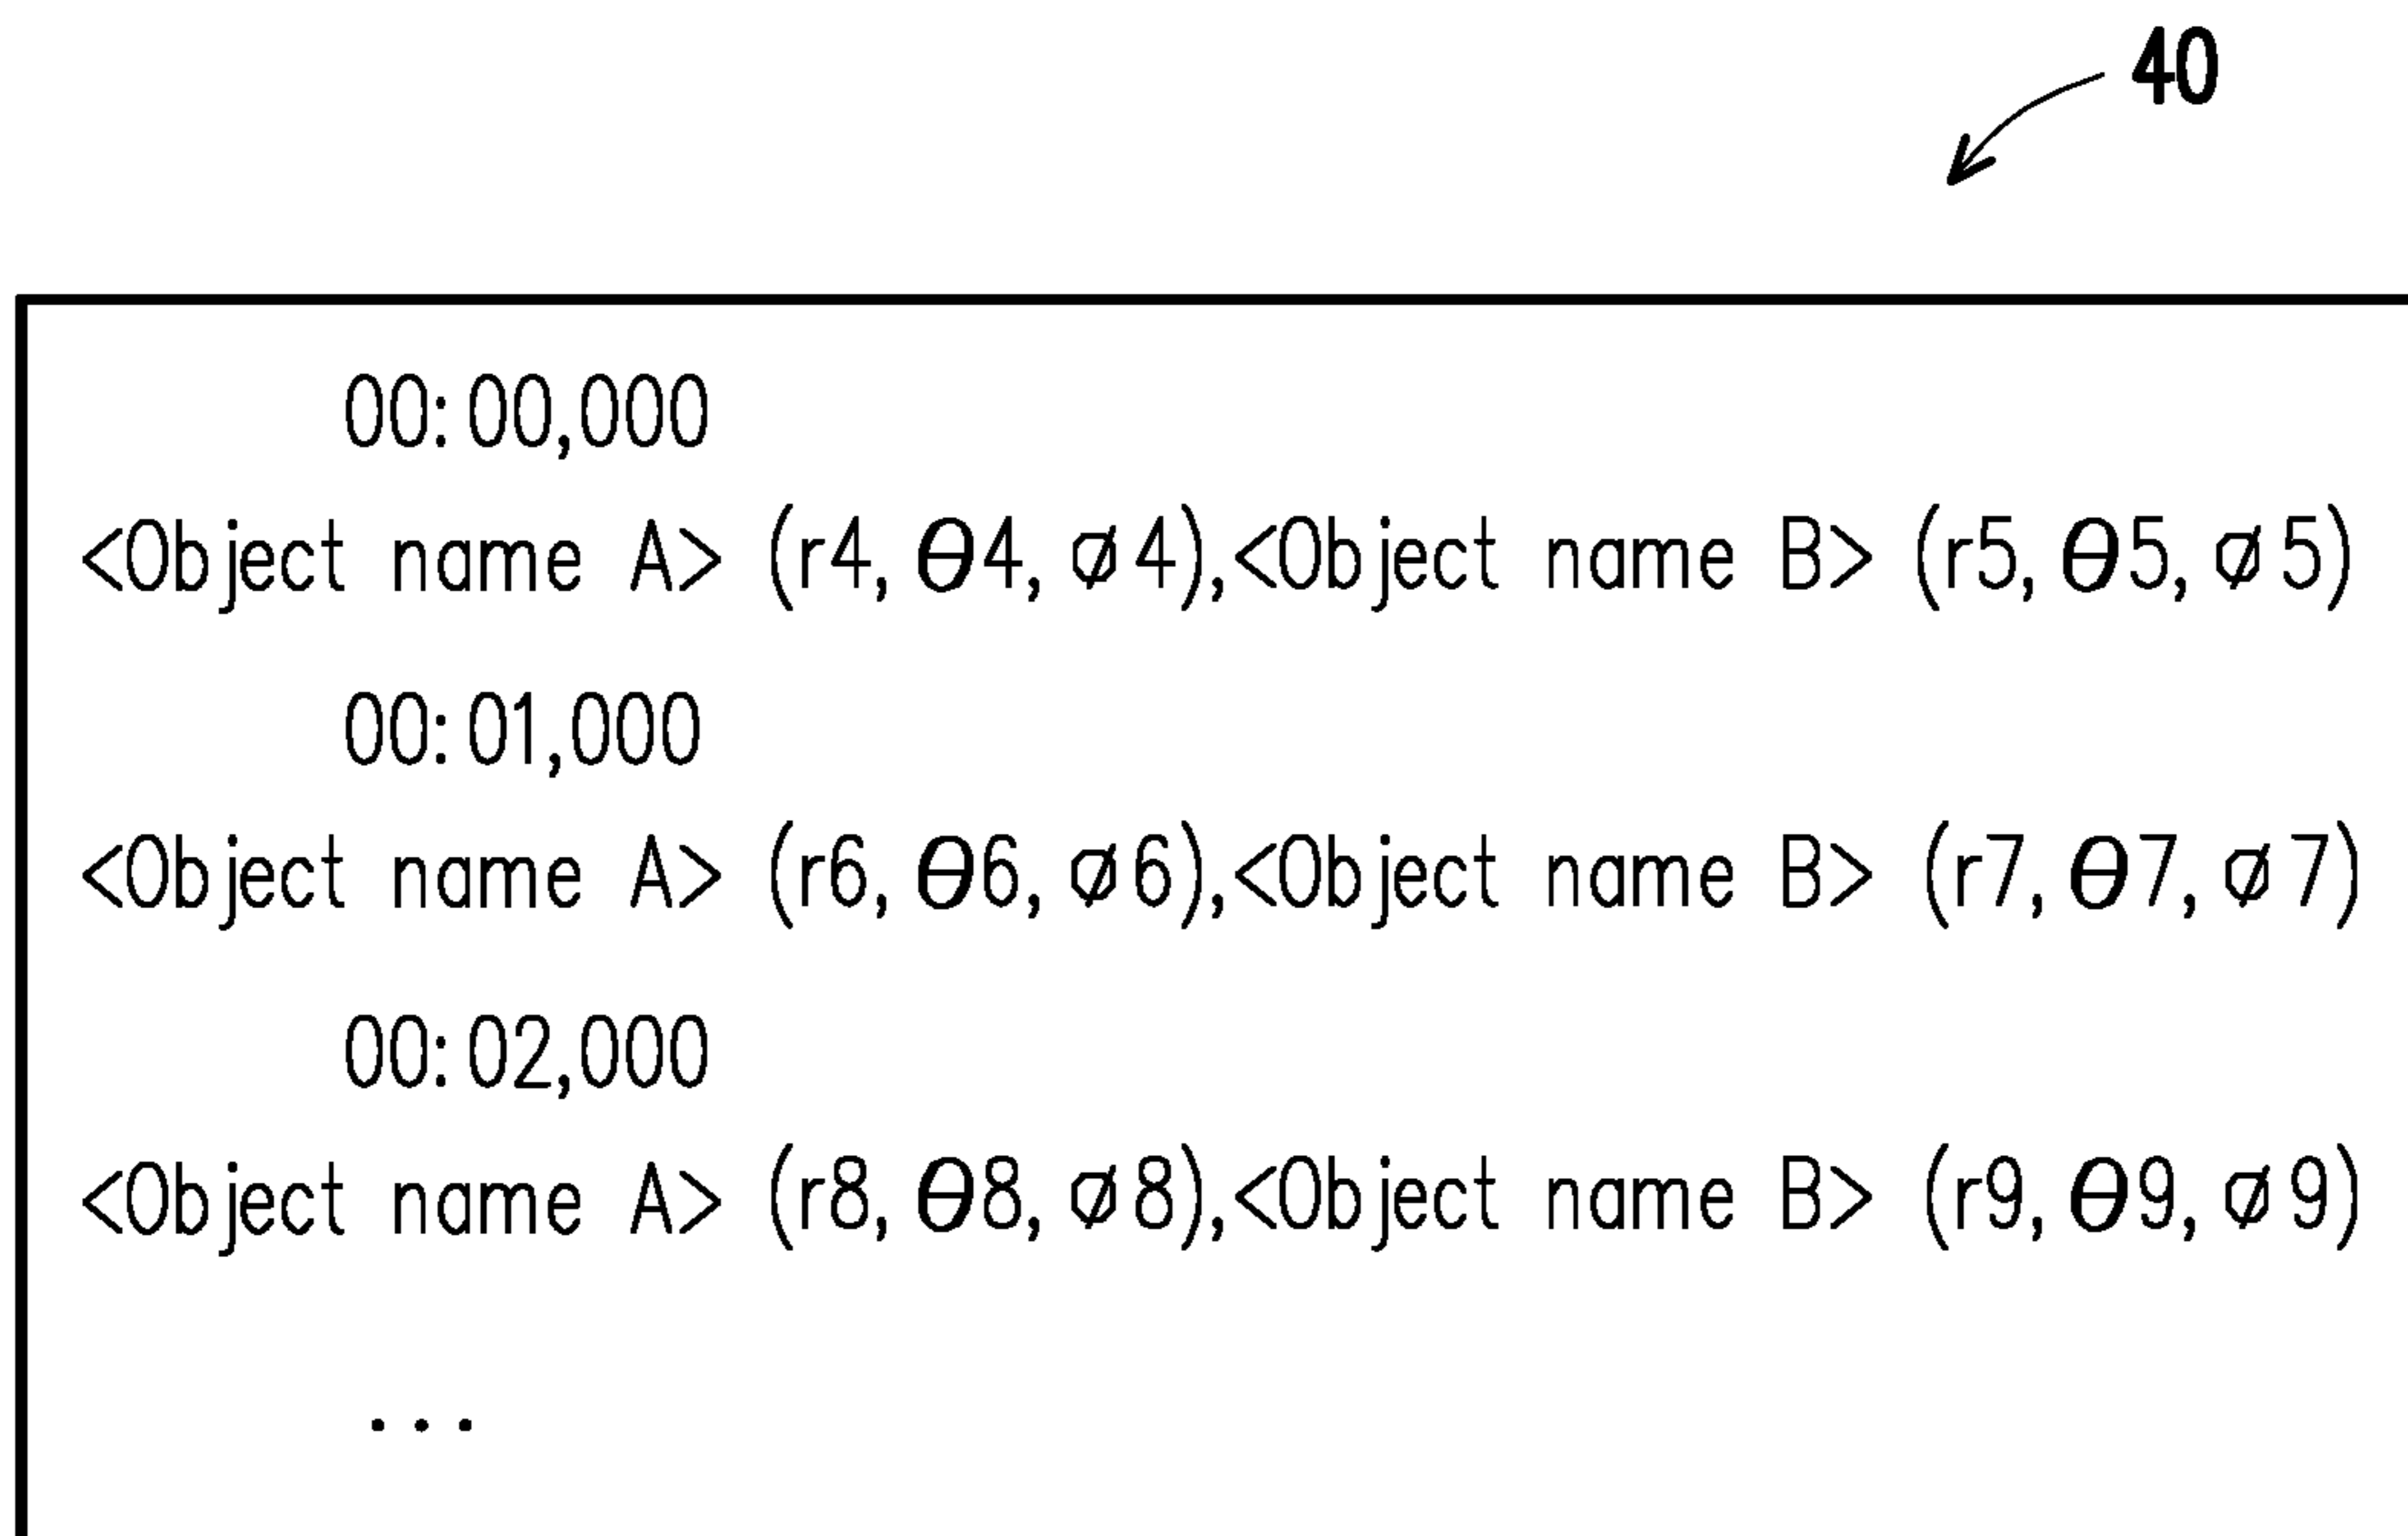 40
00:00,000
<Object name A> (r4, θ4, ø4),<Object name B> (r5, θ5, ø5)
00:01,000
<Object name A> (r6, θ6, ø6),<Object name B> (r7, θ7, ø7)
00:02,000
<Object name A> (r8, θ8, ø8),<Object name B> (r9, θ9, ø9)
...